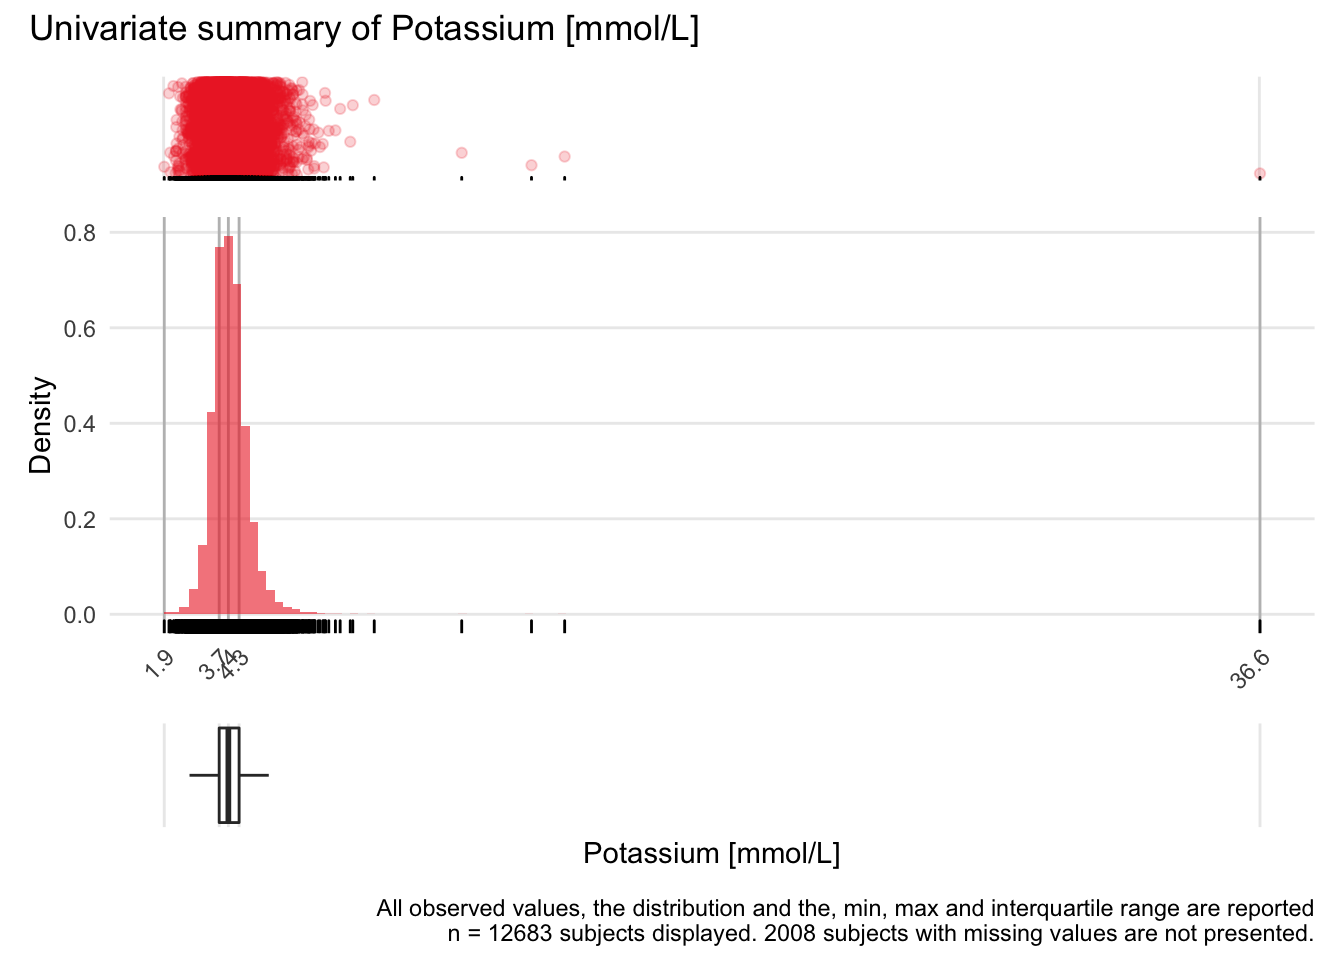 Univariate summary of Potassium [mmol/L]
0.8
0.6
0.4
0.2
0.0
Density
1.9
3.7
4
4.3
36.6
Potassium [mmol/L]
All observed values, the distribution and the, min, max and interquartile range are reported
n = 12683 subjects displayed. 2008 subjects with missing values are not presented.